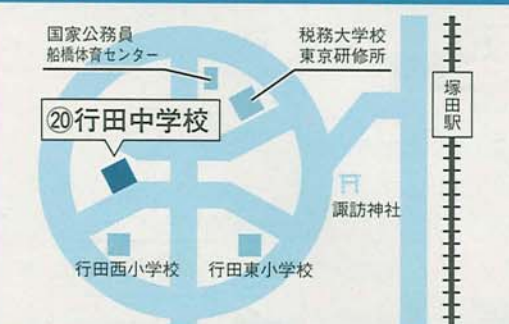 国家公務員
船橋体育センター
税務大学校
東京研修所
⑳行田中学校
塚田駅
諏訪神社
行田西小学校
行田東小学校